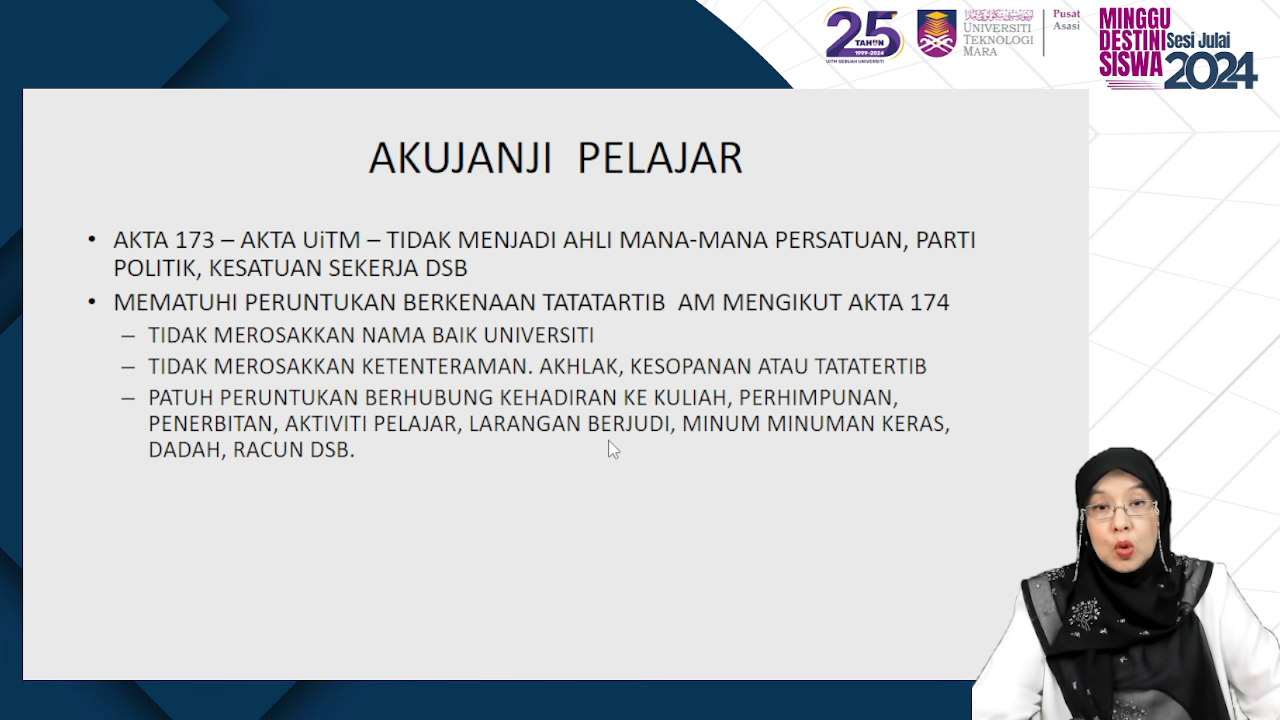 25
TAHUN
1999-2024
UiTM SEBUAH UNIVERSITI
UNIVERSITI
TEKNOLOGI
MARA
Pusat
Asasi
MINGGU
DESTINI
SISWA
Sesi Julai
2024
AKUJANJI PELAJAR
• AKTA 173 – AKTA UiTM – TIDAK MENJADI AHLI MANA-MANA PERSATUAN, PARTI
POLITIK, KESATUAN SEKERJA DSB
• MEMATUHI PERUNTUKAN BERKENAAN TATATARTIB AM MENGIKUT AKTA 174
– TIDAK MEROSAKKAN NAMA BAIK UNIVERSITI
– TIDAK MEROSAKKAN KETENTERAMAN. AKHLAK, KESOPANAN ATAU TATATERTIB
– PATUH PERUNTUKAN BERHUBUNG KEHADIRAN KE KULIAH, PERHIMPUNAN,
PENERBITAN, AKTIVITI PELAJAR, LARANGAN BERJUDI, MINUM MINUMAN KERAS,
DADAH, RACUN DSB.